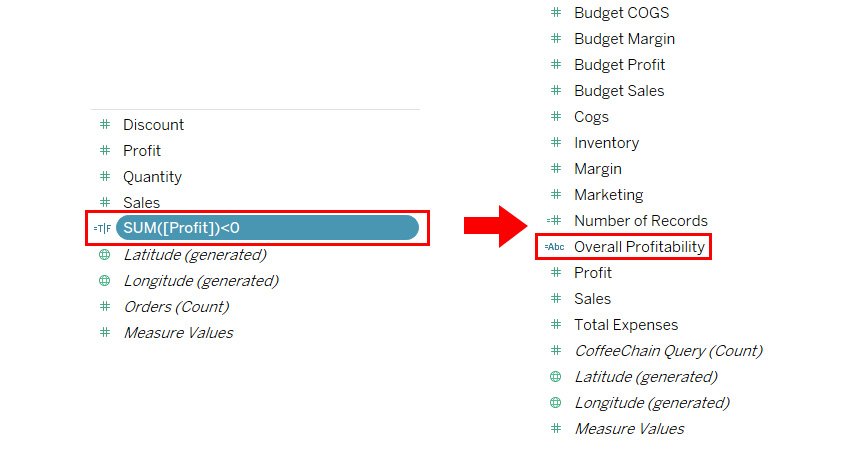 Discount
Profit
Quantity
Sales
=T|F SUM([Profit])<0
Latitude (generated)
Longitude (generated)
Orders (Count)
Measure Values
Budget COGS
Budget Margin
Budget Profit
Budget Sales
Cogs
Inventory
Margin
Marketing
=# Number of Records
=Abc Overall Profitability
Profit
Sales
Total Expenses
CoffeeChain Query (Count)
Latitude (generated)
Longitude (generated)
Measure Values